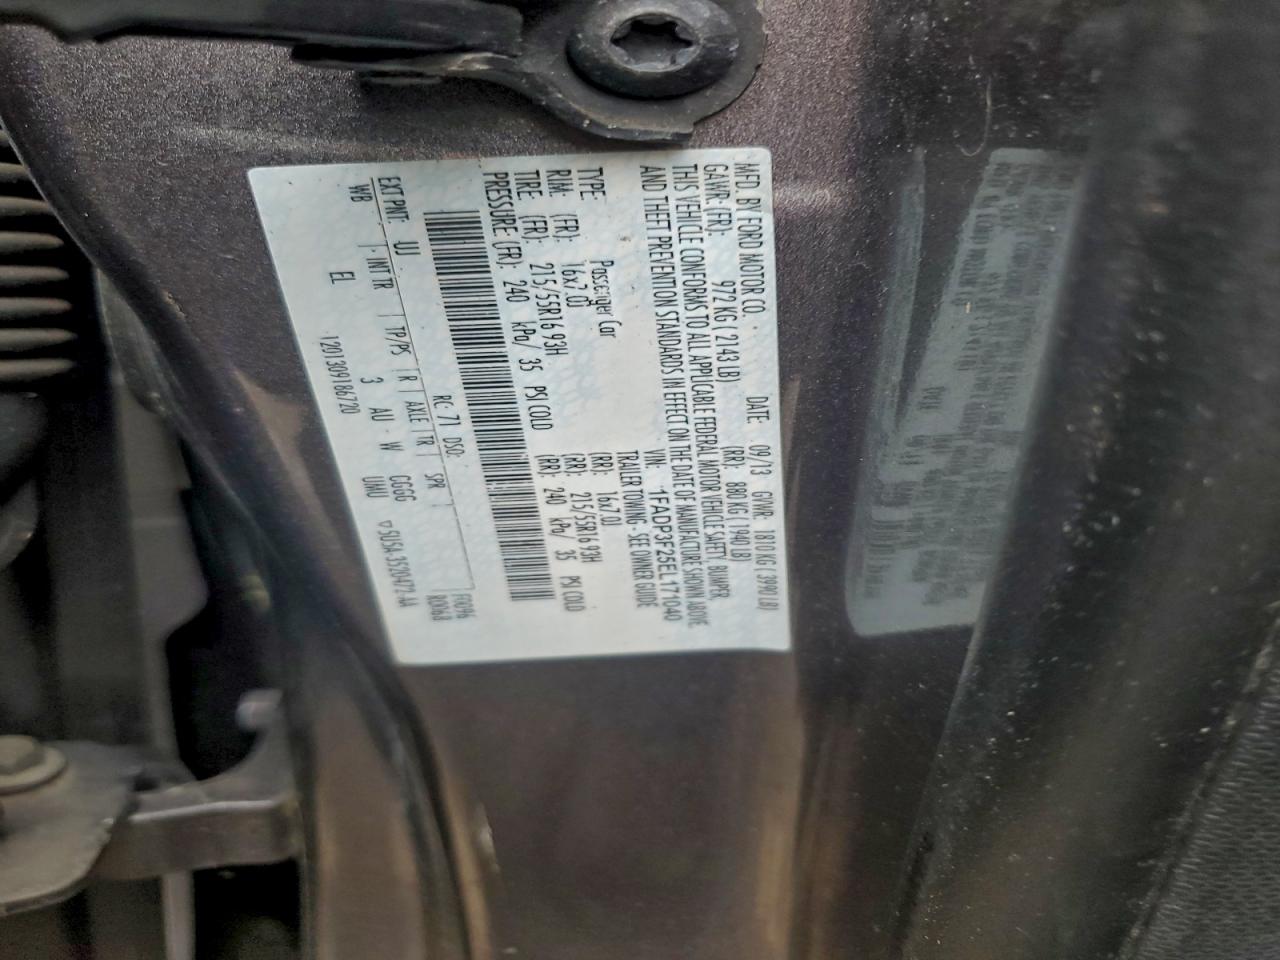 MFD. BY FORD MOTOR CO.
DATE: 09/13 GVWR: 1810 KG ( 3990 LB)
GAWR: (FR): 972 KG ( 2143 LB) (RR): 880 KG ( 1940 LB)
THIS VEHICLE CONFORMS TO ALL APPLICABLE FEDERAL MOTOR VEHICLE SAFETY, BUMPER,
AND THEFT PREVENTION STANDARDS IN EFFECT ON THE DATE OF MANUFACTURE SHOWN ABOVE
VIN: 1FADP3F25EL171040
TYPE: Passenger Car TRAILER TOWING - SEE OWNER GUIDE
RIM: (FR): 16x7.0J (RR): 16x7.0J
TIRE: (FR): 215/55R16 93H (RR): 215/55R16 93H
PRESSURE (FR): 240 kPa/ 35 PSI COLD (RR): 240 kPa/ 35 PSI COLD
RC: 71 DSO:
EXT PNT: UJ
WB INT TR TP/PS R AXLE TR SPR
EL 3 AU W GGGG
120130918672O UNU ▽5U5A-3520472-AA